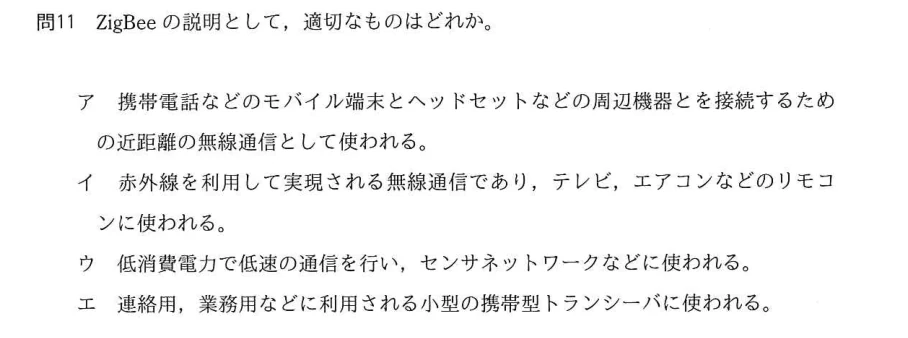 問11　ZigBee の説明として，適切なものはどれか。
ア　携帯電話などのモバイル端末とヘッドセットなどの周辺機器とを接続するため
の近距離の無線通信として使われる。
イ　赤外線を利用して実現される無線通信であり，テレビ，エアコンなどのリモコ
ンに使われる。
ウ　低消費電力で低速の通信を行い，センサネットワークなどに使われる。
エ　連絡用，業務用などに利用される小型の携帯型トランシーバに使われる。